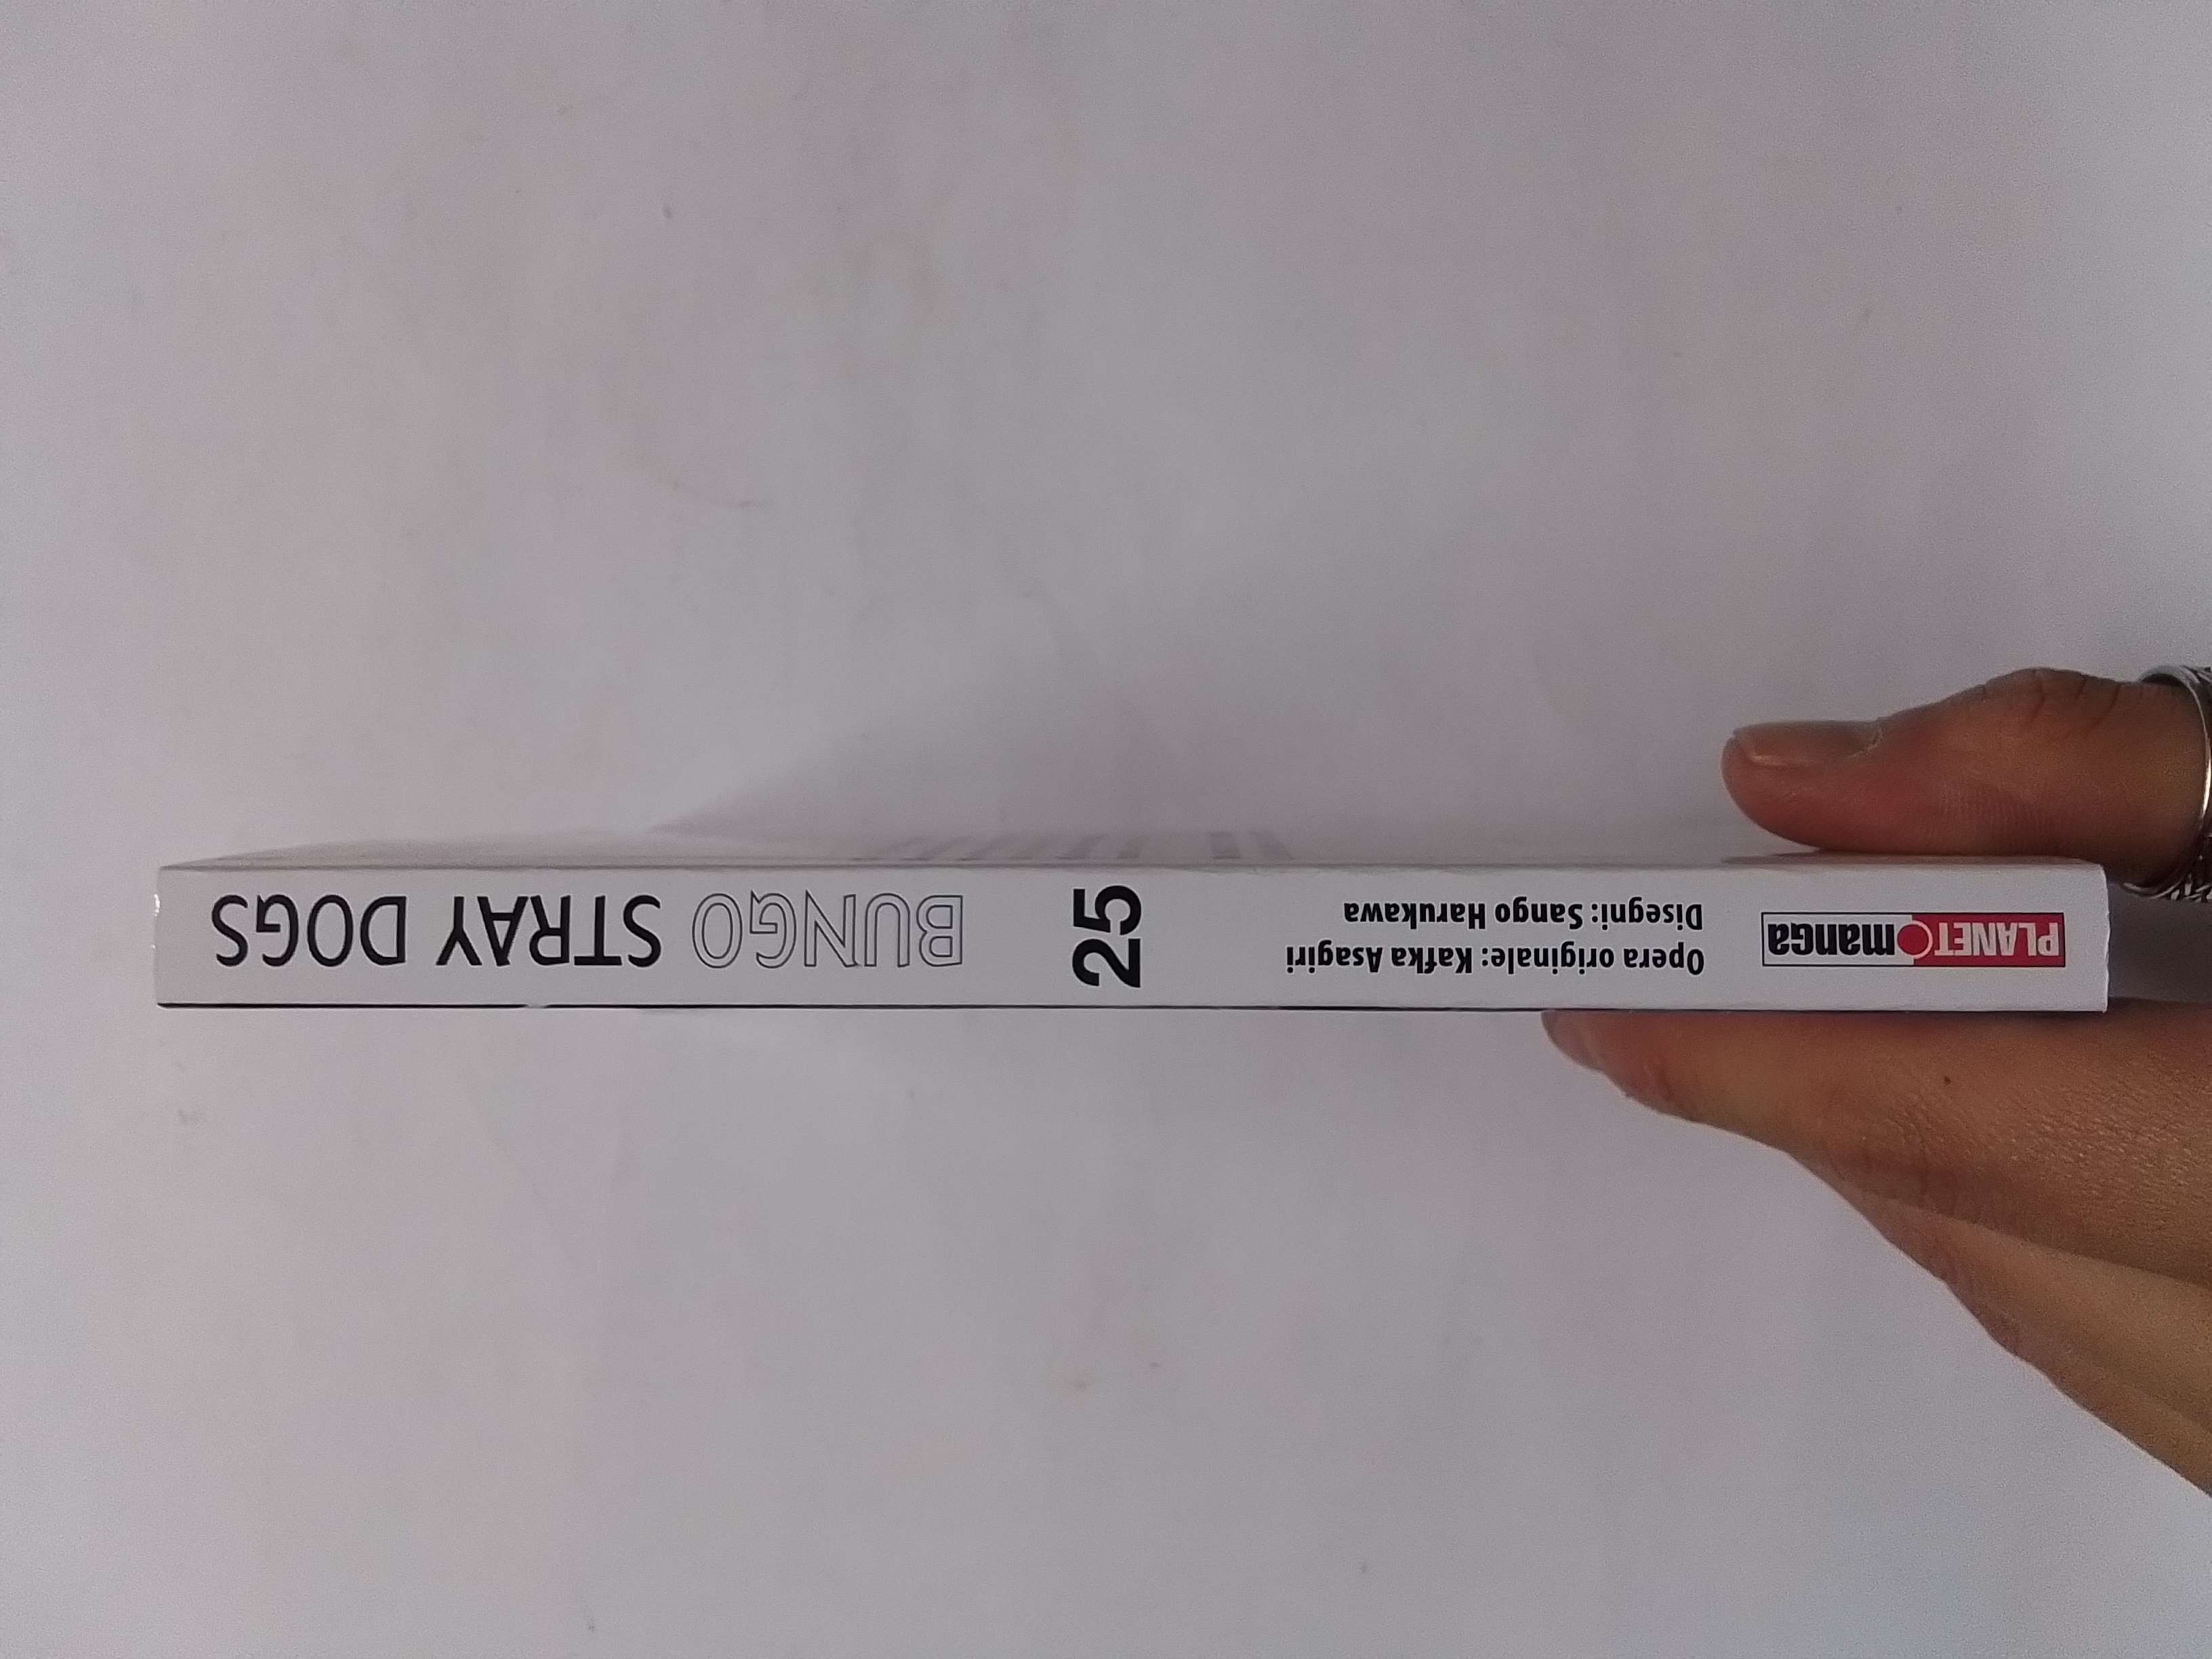 BUNGO STRAY DOGS
25
Opera originale: Kafka Asagiri
Disegni: Sango Harukawa
PLANET manga